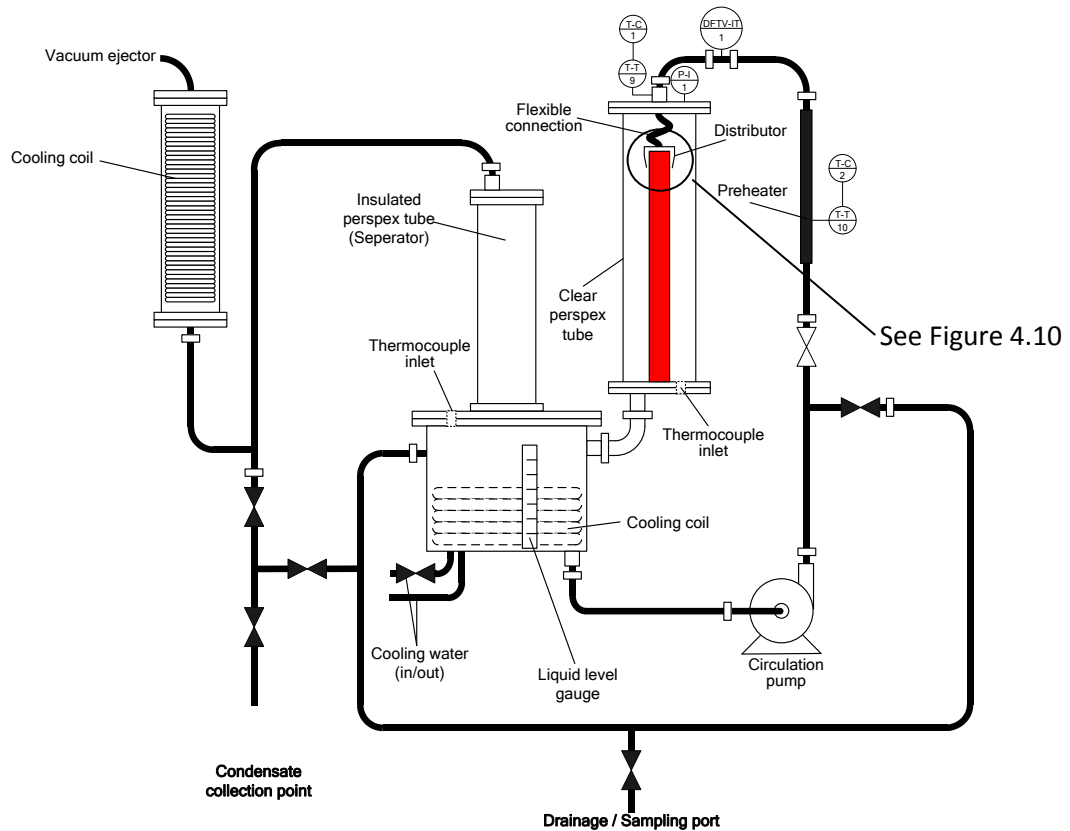 Vacuum ejector
Cooling coil
Insulated
perspex tube
(Seperator)
Flexible
connection
T-C
1
T-T
9
P-I
1
DFTV-IT
1
Distributor
Preheater
T-C
2
T-T
10
Clear
perspex
tube
See Figure 4.10
Thermocouple
inlet
Thermocouple
inlet
Cooling coil
Cooling water
(in/out)
Liquid level
gauge
Circulation
pump
Condensate
collection point
Drainage / Sampling port